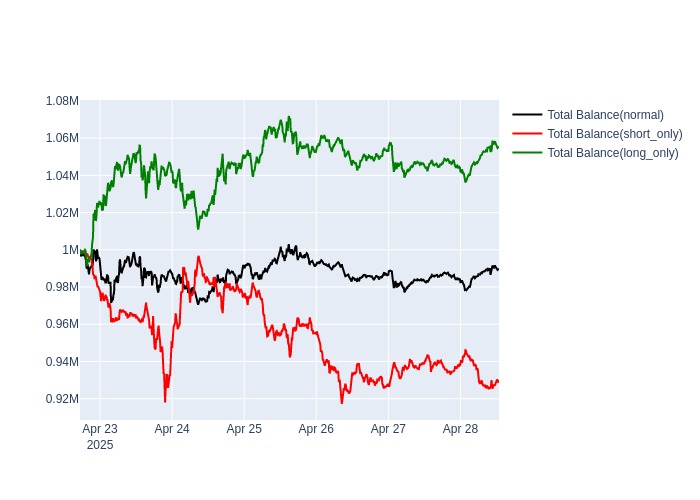 1.08M
1.06M
1.04M
1.02M
1M
0.98M
0.96M
0.94M
0.92M
Apr 23
2025
Apr 24
Apr 25
Apr 26
Apr 27
Apr 28
Total Balance(normal)
Total Balance(short_only)
Total Balance(long_only)